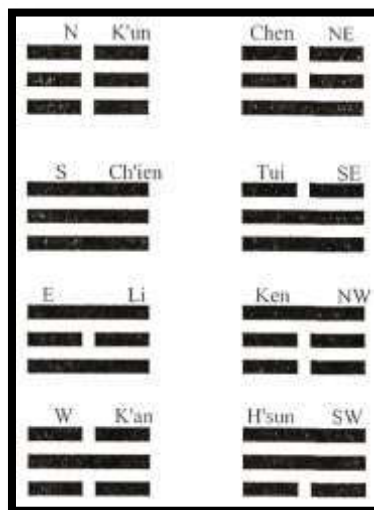 N K'un
Chen NE
S Ch'ien
Tui SE
E Li
Ken NW
W K'an
H'sun SW